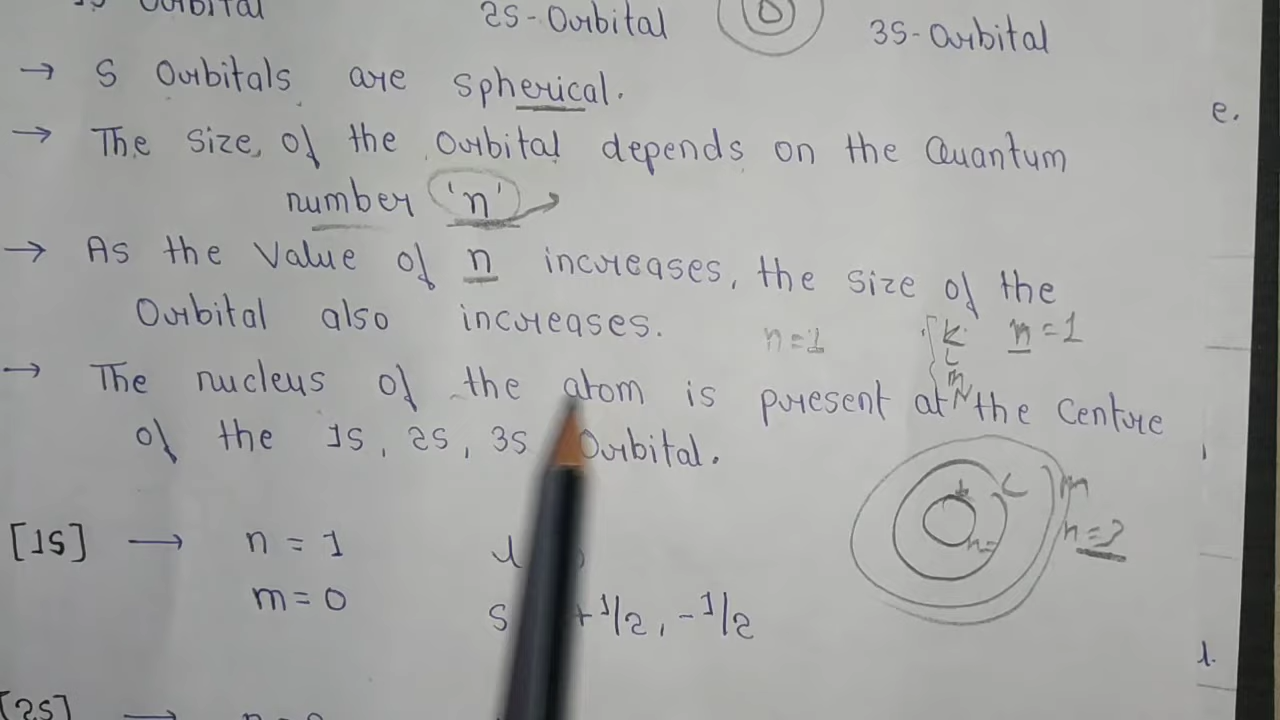 Orbital 2S-Orbital 3S-Orbital
→ S Orbitals are spherical.
→ The size of the Orbital depends on the Quantum
number 'n'
→ As the value of n increases, the size of the
Orbital also increases.
n=1 K n=1
L
m
N
→ The nucleus of the atom is present at the Centre
of the 1S, 2S, 3S Orbital.
L m
[1S] → n = 1
m = 0 S +1/2, -1/2
[2S] →
e.
l.